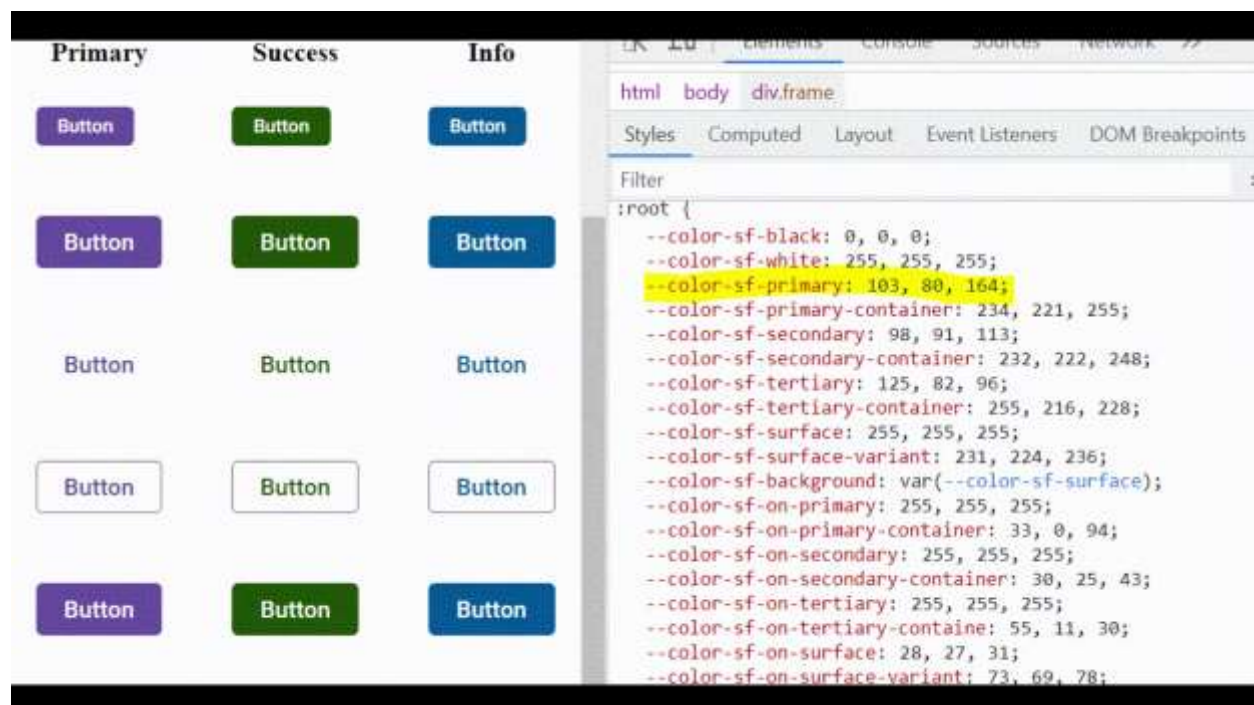 Primary Success Info
Button Button Button
Button Button Button
Button Button Button
Button Button Button
Button Button Button
Elements Console Sources Network
html body div.frame
Styles Computed Layout Event Listeners DOM Breakpoints
Filter
:root {
--color-sf-black: 0, 0, 0;
--color-sf-white: 255, 255, 255;
--color-sf-primary: 103, 80, 164;
--color-sf-primary-container: 234, 221, 255;
--color-sf-secondary: 98, 91, 113;
--color-sf-secondary-container: 232, 222, 248;
--color-sf-tertiary: 125, 82, 96;
--color-sf-tertiary-container: 255, 216, 228;
--color-sf-surface: 255, 255, 255;
--color-sf-surface-variant: 231, 224, 236;
--color-sf-background: var(--color-sf-surface);
--color-sf-on-primary: 255, 255, 255;
--color-sf-on-primary-container: 33, 0, 94;
--color-sf-on-secondary: 255, 255, 255;
--color-sf-on-secondary-container: 30, 25, 43;
--color-sf-on-tertiary: 255, 255, 255;
--color-sf-on-tertiary-containe: 55, 11, 30;
--color-sf-on-surface: 28, 27, 31;
--color-sf-on-surface-variant: 73, 69, 78;